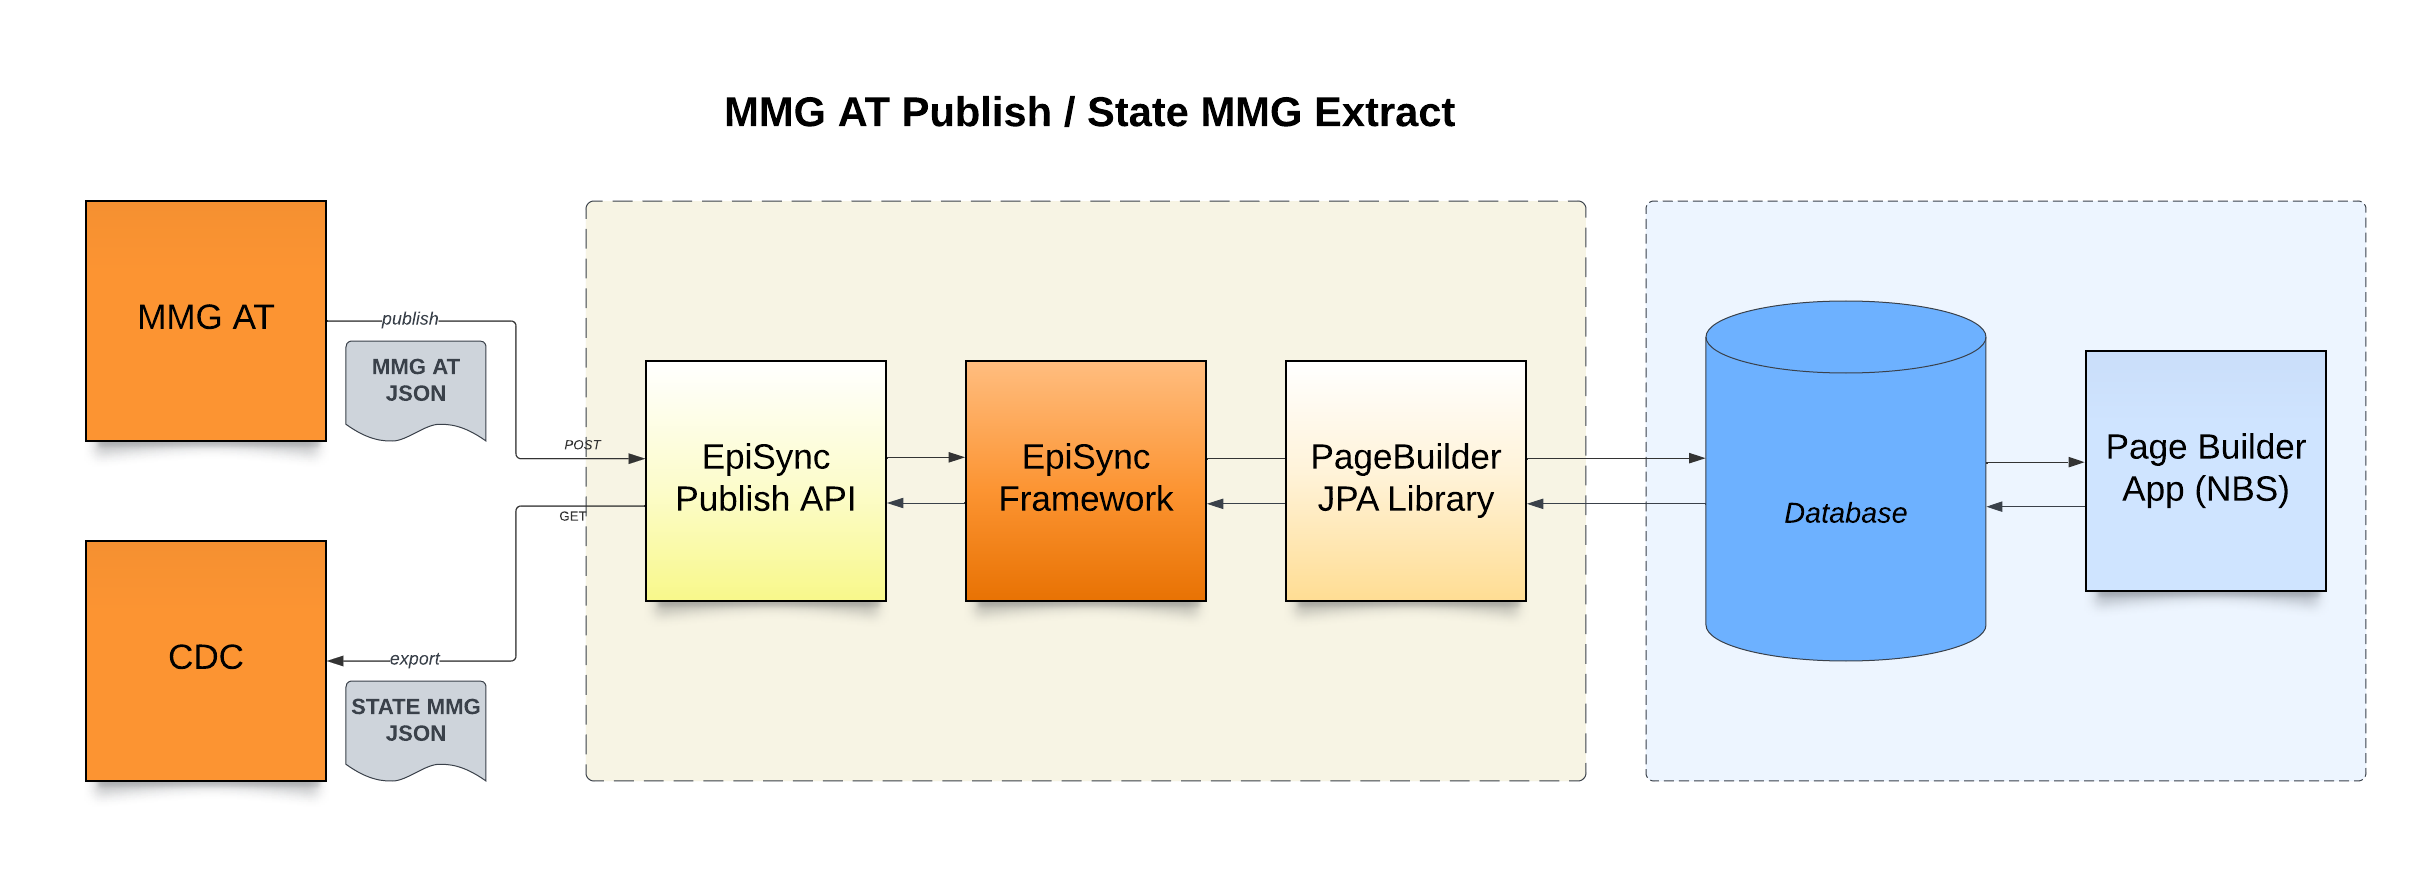 MMG AT Publish / State MMG Extract
MMG AT
publish
MMG AT
JSON
POST
GET
CDC
export
STATE MMG
JSON
EpiSync
Publish API
EpiSync
Framework
PageBuilder
JPA Library
Database
Page Builder
App (NBS)